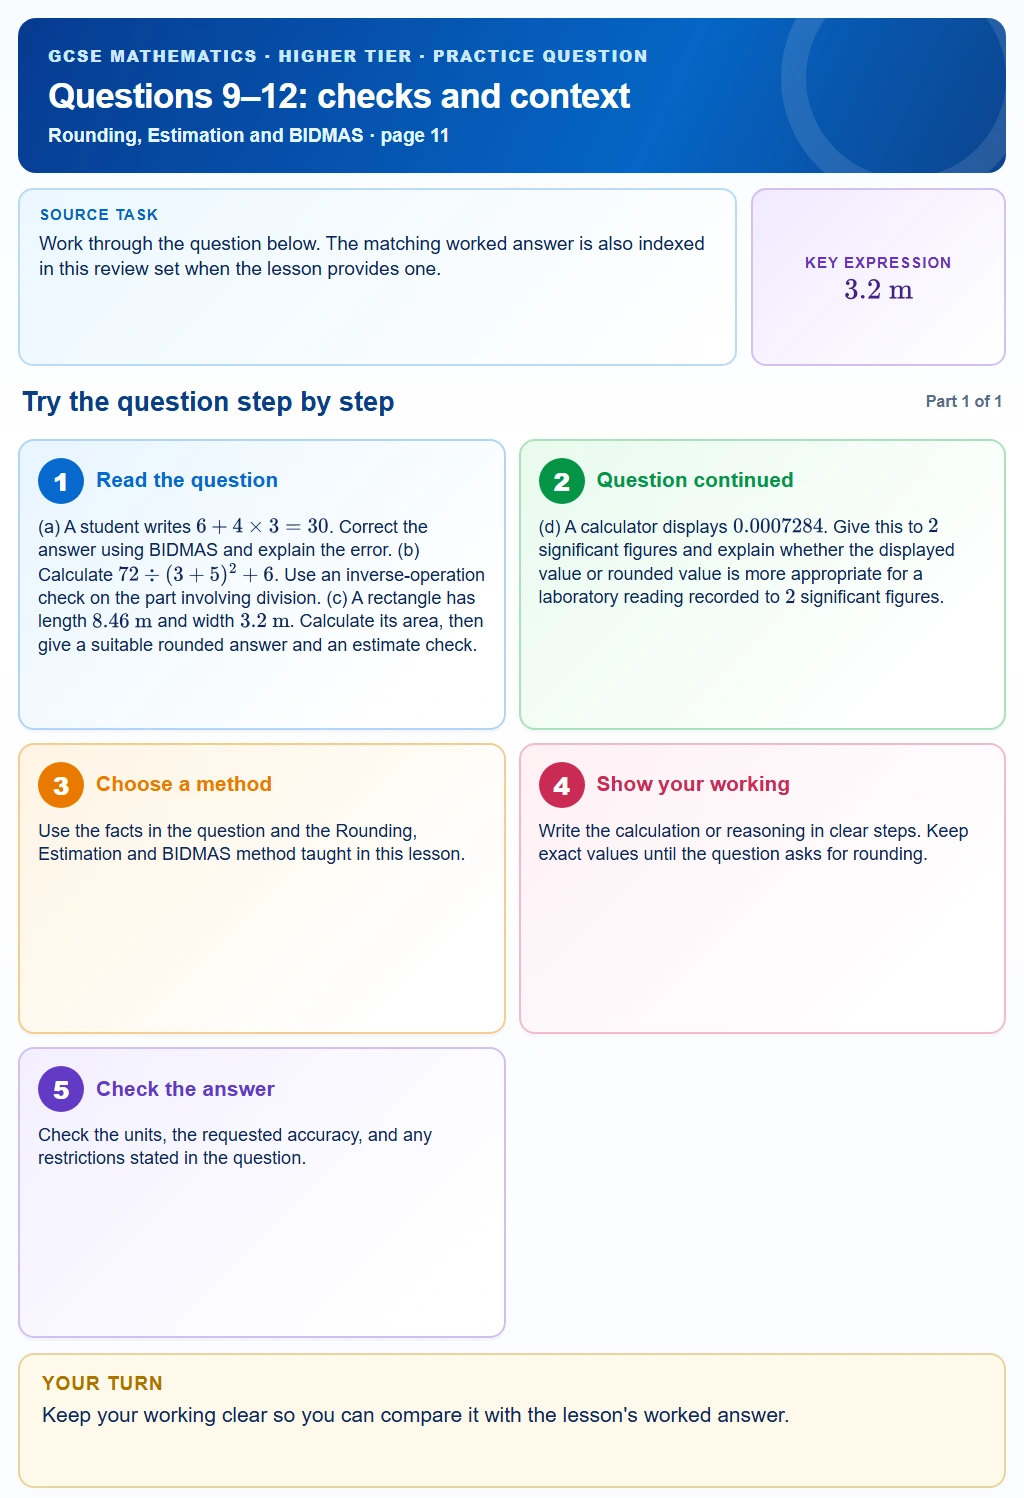 GCSE MATHEMATICS · HIGHER TIER · PRACTICE QUESTION
Questions 9–12: checks and context
Rounding, Estimation and BIDMAS · page 11
SOURCE TASK
Work through the question below. The matching worked answer is also indexed
in this review set when the lesson provides one.
KEY EXPRESSION
3.2 m
Try the question step by step
Part 1 of 1
1 Read the question
(a) A student writes 6 + 4 × 3 = 30. Correct the
answer using BIDMAS and explain the error. (b)
Calculate 72 ÷ (3 + 5)² + 6. Use an inverse-operation
check on the part involving division. (c) A rectangle has
length 8.46 m and width 3.2 m. Calculate its area, then
give a suitable rounded answer and an estimate check.
2 Question continued
(d) A calculator displays 0.0007284. Give this to 2
significant figures and explain whether the displayed
value or rounded value is more appropriate for a
laboratory reading recorded to 2 significant figures.
3 Choose a method
Use the facts in the question and the Rounding,
Estimation and BIDMAS method taught in this lesson.
4 Show your working
Write the calculation or reasoning in clear steps. Keep
exact values until the question asks for rounding.
5 Check the answer
Check the units, the requested accuracy, and any
restrictions stated in the question.
YOUR TURN
Keep your working clear so you can compare it with the lesson's worked answer.